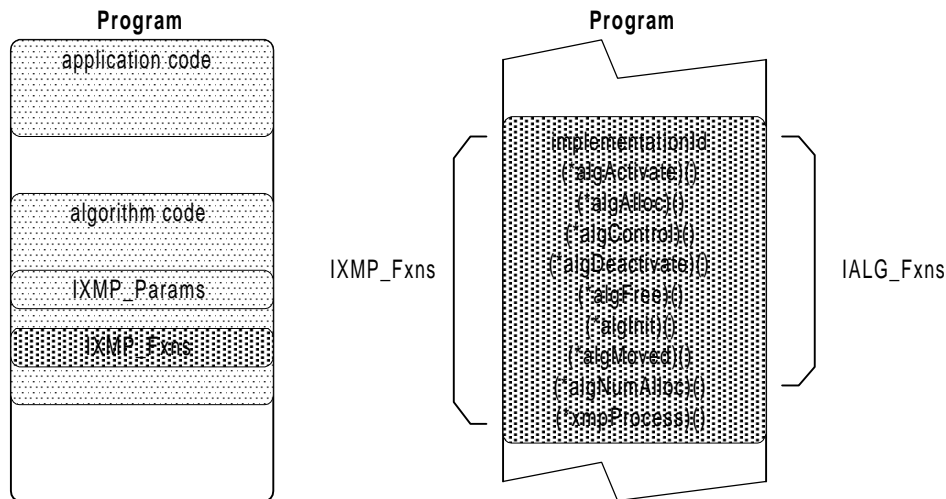 Program
application code
algorithm code
IXMP_Params
IXMP_Fxns
Program
implementationId
(*algActivate)()
(*algAlloc)()
(*algControl)()
(*algDeactivate)()
(*algFree)()
(*algInit)()
(*algMoved)()
(*algNumAlloc)()
(*xmpProcess)()
IXMP_Fxns
IALG_Fxns